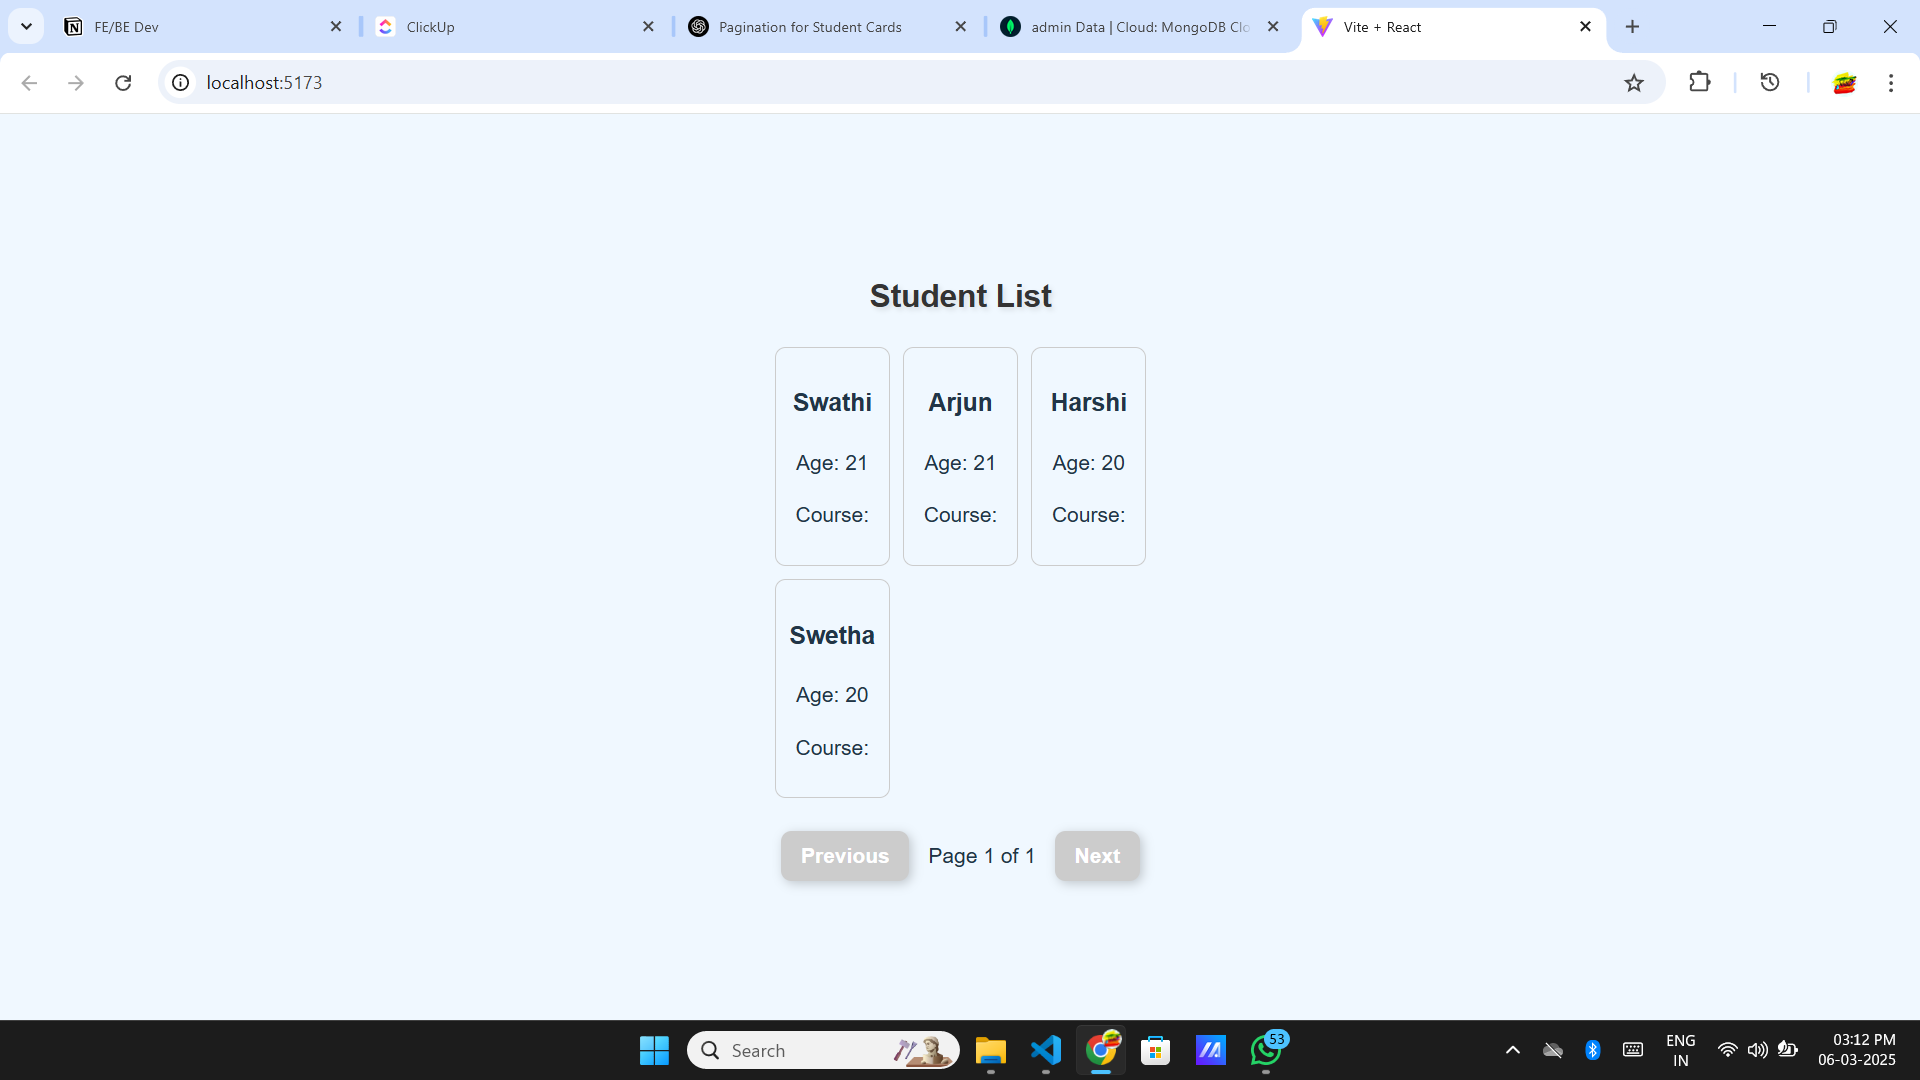 FE/BE Dev
ClickUp
Pagination for Student Cards
admin Data | Cloud: MongoDB Clo
Vite + React
localhost:5173
Student List
Swathi
Age: 21
Course:
Arjun
Age: 21
Course:
Harshi
Age: 20
Course:
Swetha
Age: 20
Course:
Previous
Page 1 of 1
Next
Search
53
ENG
IN
03:12 PM
06-03-2025